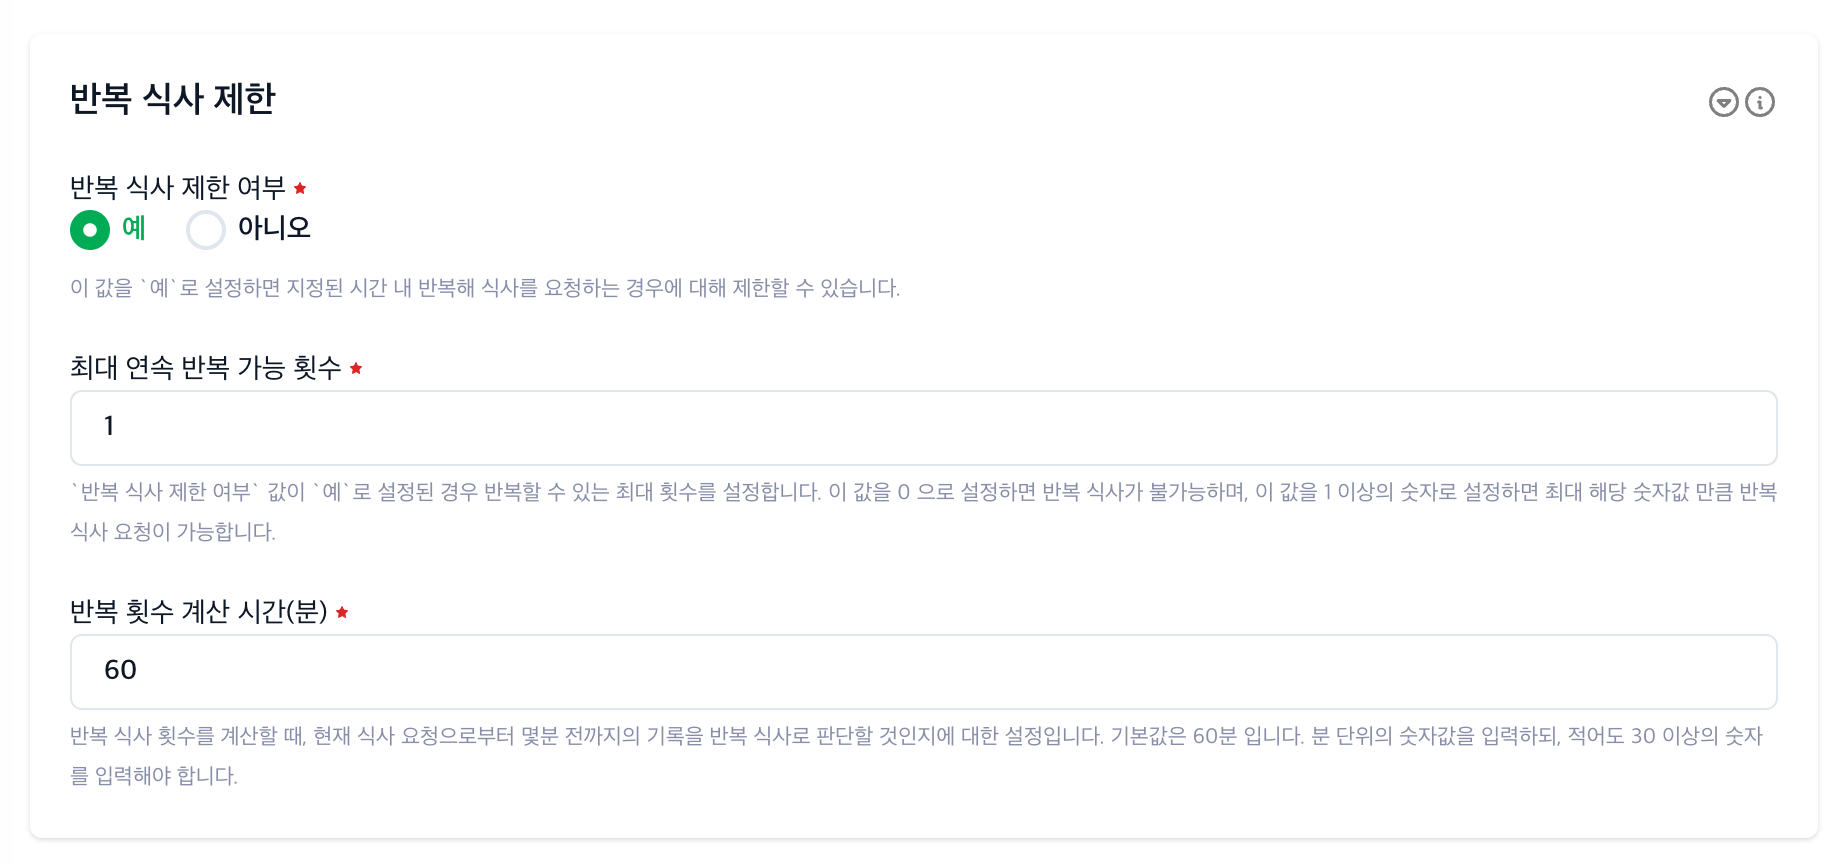 반복 식사 제한
반복 식사 제한 여부 ★
예 아니오
이 값을 `예`로 설정하면 지정된 시간 내 반복해 식사를 요청하는 경우에 대해 제한할 수 있습니다.
최대 연속 반복 가능 횟수 ★
1
`반복 식사 제한 여부` 값이 `예`로 설정된 경우 반복할 수 있는 최대 횟수를 설정합니다. 이 값을 0 으로 설정하면 반복 식사가 불가능하며, 이 값을 1 이상의 숫자로 설정하면 최대 해당 숫자값 만큼 반복
식사 요청이 가능합니다.
반복 횟수 계산 시간(분) ★
60
반복 식사 횟수를 계산할 때, 현재 식사 요청으로부터 몇분 전까지의 기록을 반복 식사로 판단할 것인지에 대한 설정입니다. 기본값은 60분 입니다. 분 단위의 숫자값을 입력하되, 적어도 30 이상의 숫자
를 입력해야 합니다.